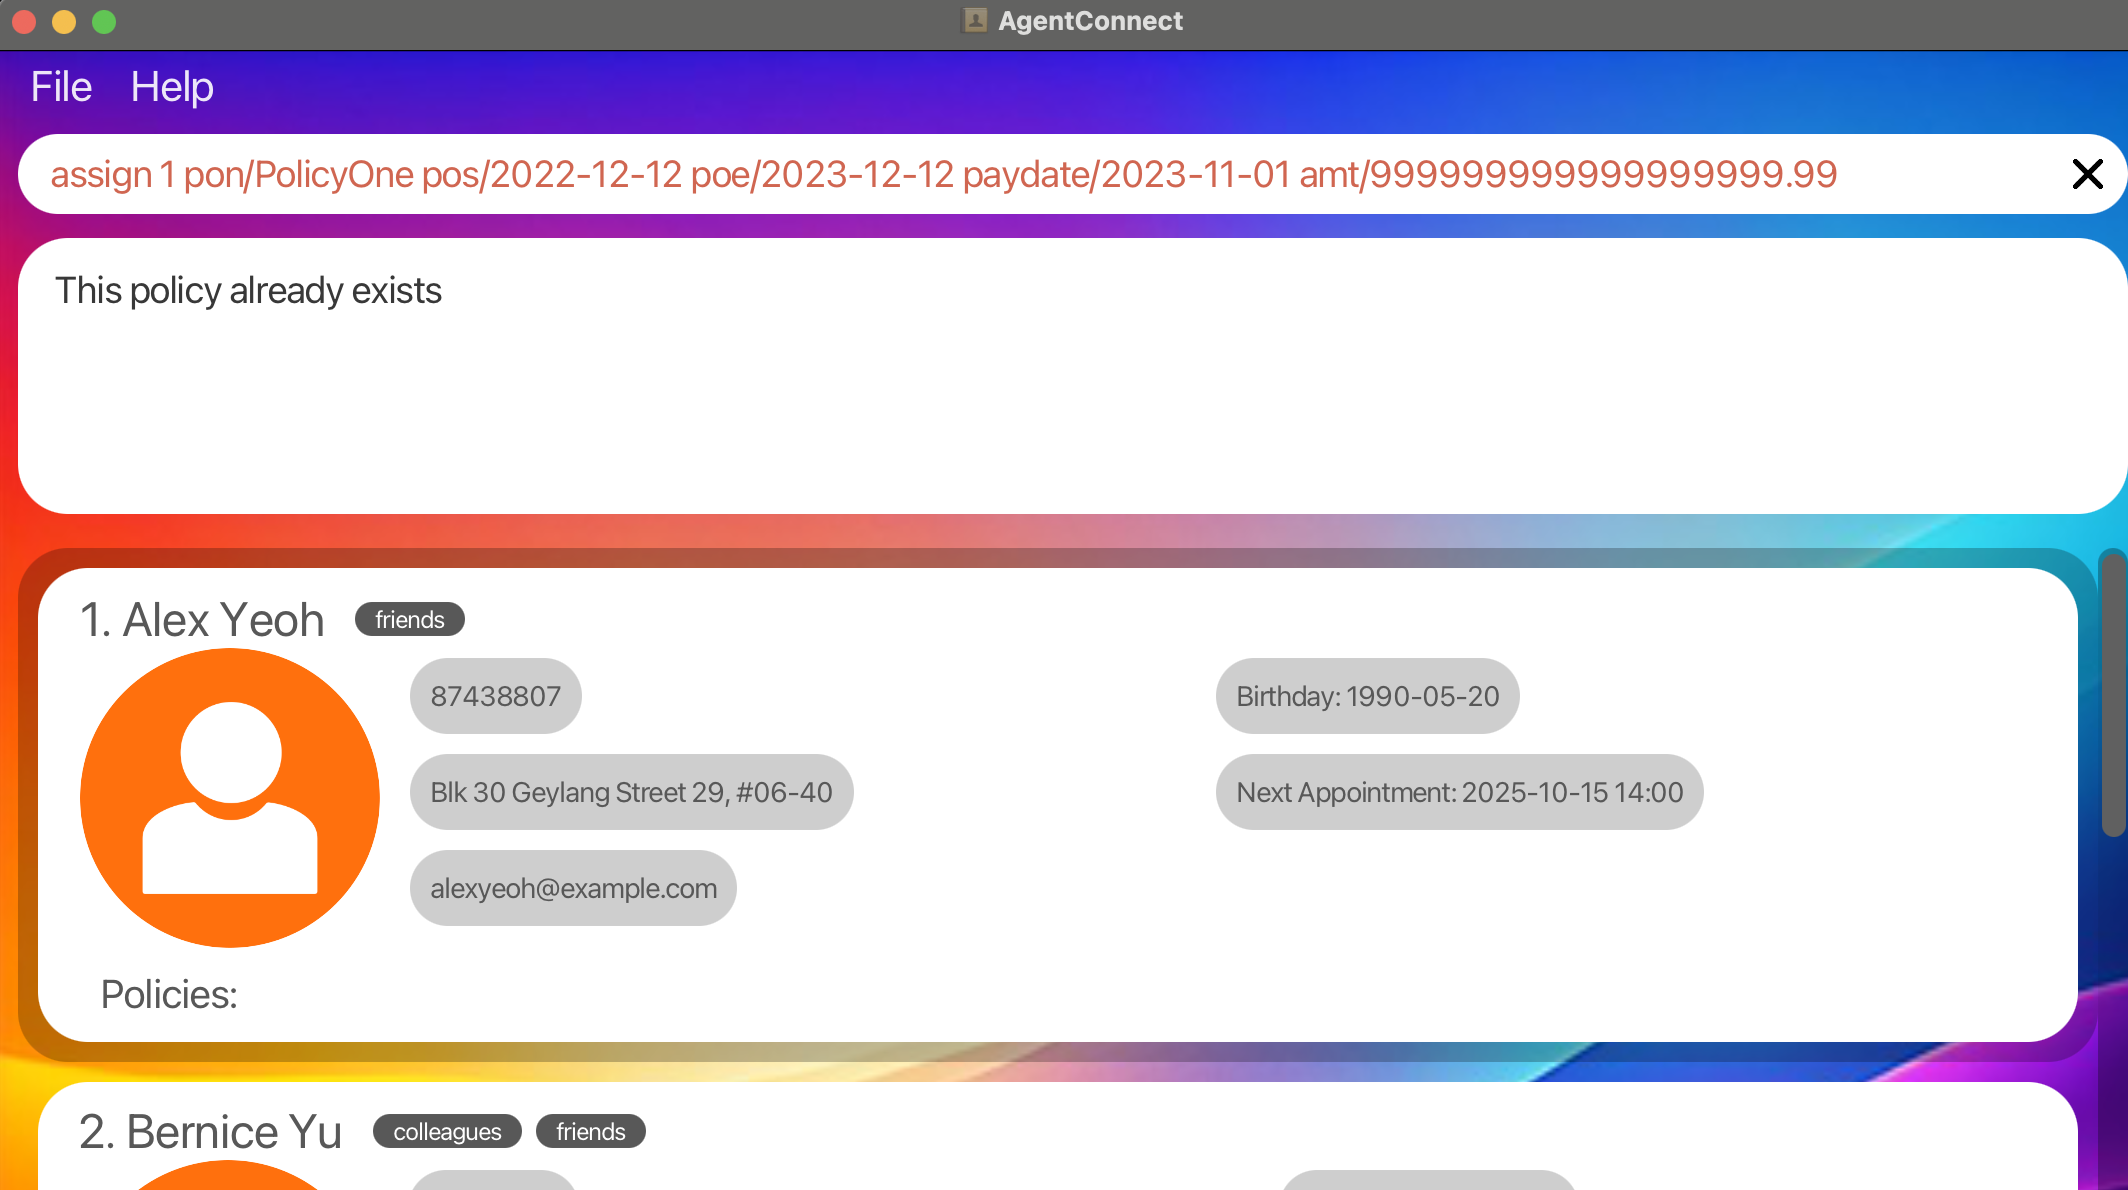 AgentConnect
File Help
assign 1 pon/PolicyOne pos/2022-12-12 poe/2023-12-12 paydate/2023-11-01 amt/999999999999999999.99
This policy already exists
1. Alex Yeoh friends
87438807 Birthday: 1990-05-20
Blk 30 Geylang Street 29, #06-40 Next Appointment: 2025-10-15 14:00
alexyeoh@example.com
Policies:
2. Bernice Yu colleagues friends